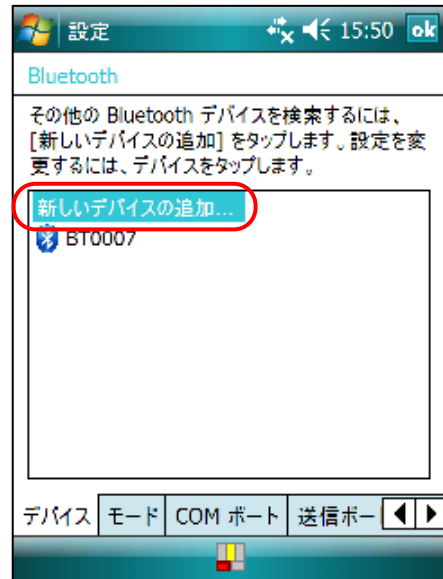 設定 15:50 ok
Bluetooth
その他の Bluetooth デバイスを検索するには、
[新しいデバイスの追加] をタップします。設定を変
更するには、デバイスをタップします。
新しいデバイスの追加...
BT0007
デバイス モード COM ポート 送信ポー